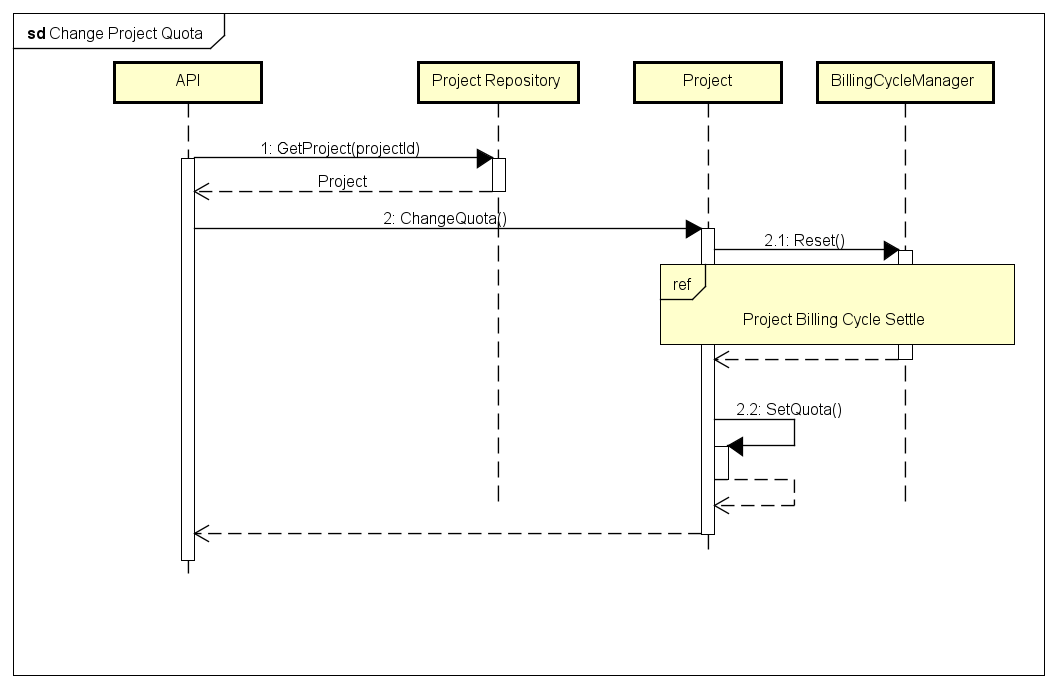 sd Change Project Quota
API
Project Repository
Project
BillingCycleManager
1: GetProject(projectId)
Project
2: ChangeQuota()
2.1: Reset()
ref
Project Billing Cycle Settle
2.2: SetQuota()